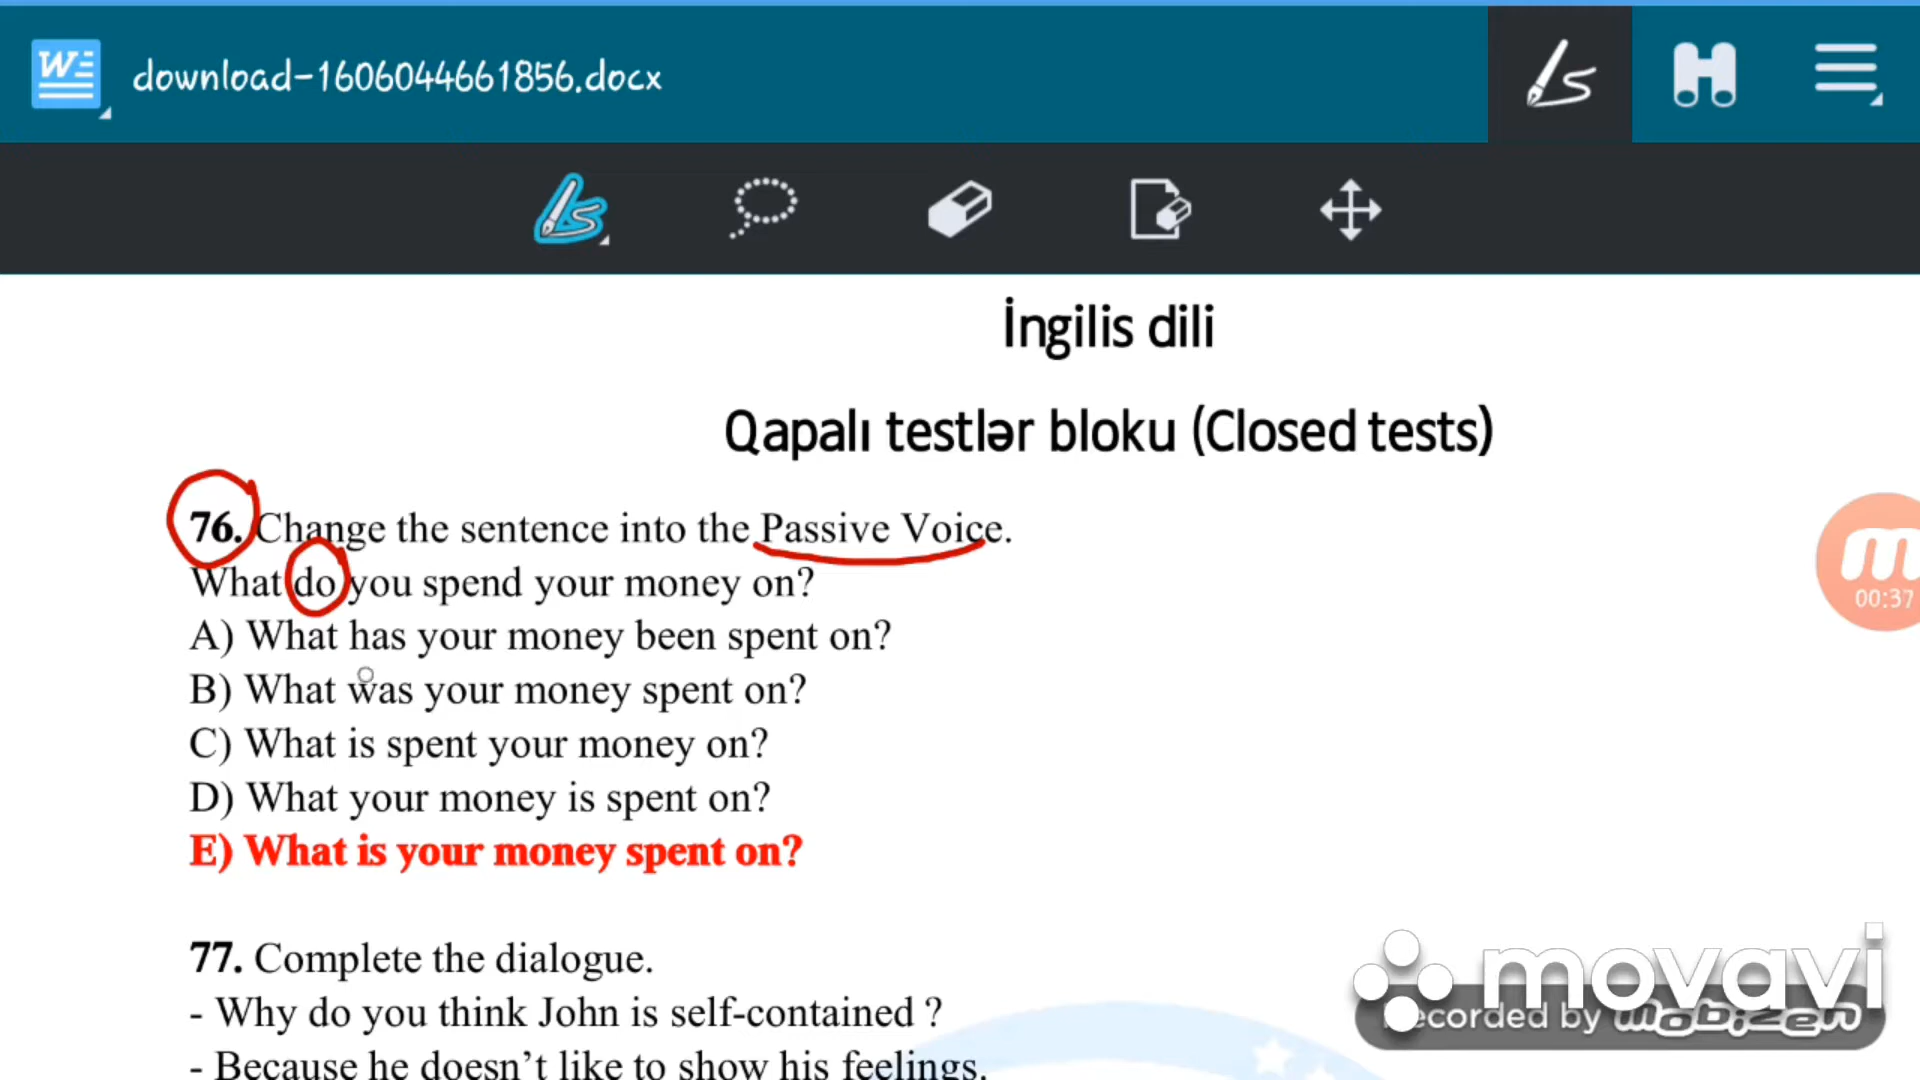 download-1606044661856.docx
İngilis dili
Qapalı testlər bloku (Closed tests)
76. Change the sentence into the Passive Voice.
What do you spend your money on?
A) What has your money been spent on?
B) What was your money spent on?
C) What is spent your money on?
D) What your money is spent on?
E) What is your money spent on?
00:37
77. Complete the dialogue.
- Why do you think John is self-contained ?
- Because he doesn't like to show his feelings.
movavi
ecorded by mobizen